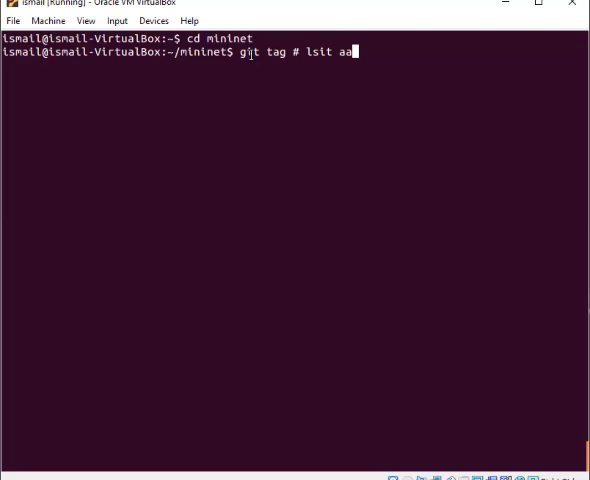 ismail [Running] - Oracle VM VirtualBox
File Machine View Input Devices Help
ismail@ismail-VirtualBox:~$ cd mininet
ismail@ismail-VirtualBox:~/mininet$ git tag # lsit aa